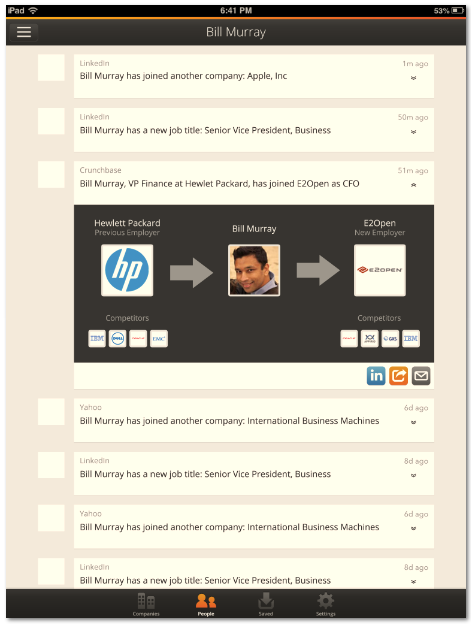 iPad 6:41 PM 53%
Bill Murray
LinkedIn 1m ago
Bill Murray has joined another company: Apple, Inc
LinkedIn 50m ago
Bill Murray has a new job title: Senior Vice President, Business
Crunchbase 51m ago
Bill Murray, VP Finance at Hewlet Packard, has joined E2Open as CFO
Hewlett Packard
Previous Employer
Bill Murray
E2Open
New Employer
hp
E2OPEN
Competitors
Competitors
IBM DELL ORACLE EMC
ORACLE GXS IBM
in
Yahoo 6d ago
Bill Murray has joined another company: International Business Machines
LinkedIn 8d ago
Bill Murray has a new job title: Senior Vice President, Business
Yahoo 6d ago
Bill Murray has joined another company: International Business Machines
LinkedIn 8d ago
Bill Murray has a new job title: Senior Vice President, Business
Companies People Saved Settings